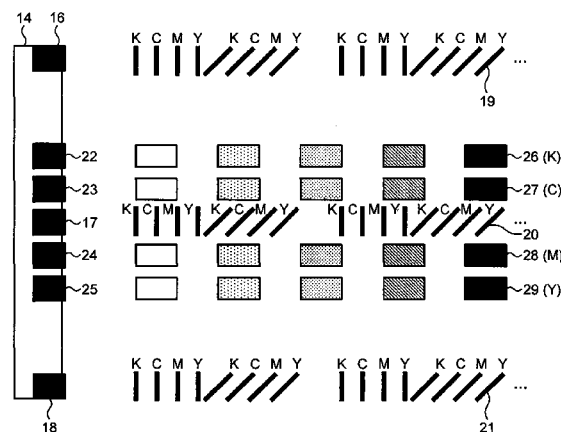 14 16
K C M Y K C M Y K C M Y K C M Y ...
19
22 26 (K)
23 27 (C)
K C M Y K C M Y K C M Y K C M Y ...
17 20
24 28 (M)
25 29 (Y)
K C M Y K C M Y K C M Y K C M Y ...
18 21